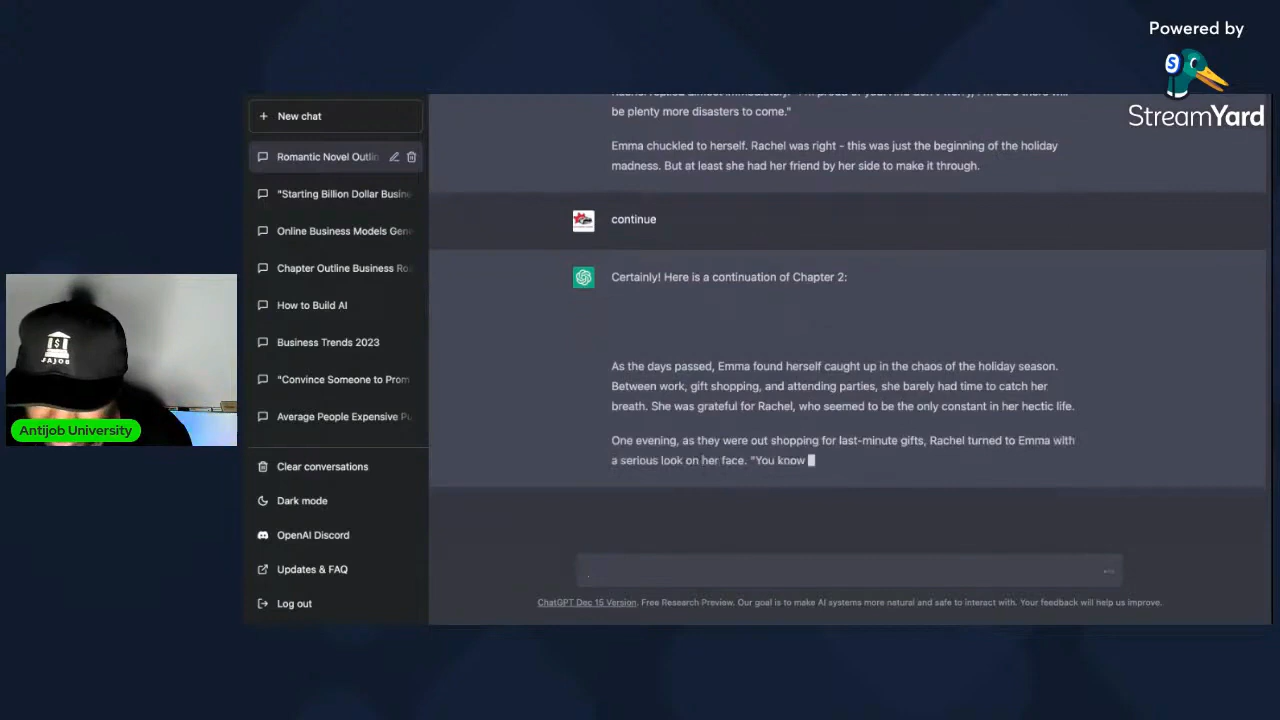 Powered by
StreamYard
New chat
Romantic Novel Outlin
"Starting Billion Dollar Busine
Online Business Models Gene
Chapter Outline Business Ro
How to Build AI
Business Trends 2023
"Convince Someone to Prom
Average People Expensive Pu
Clear conversations
Dark mode
OpenAI Discord
Updates & FAQ
Log out
JAJOB
Antijob University
be plenty more disasters to come."
Emma chuckled to herself. Rachel was right - this was just the beginning of the holiday
madness. But at least she had her friend by her side to make it through.
continue
Certainly! Here is a continuation of Chapter 2:
As the days passed, Emma found herself caught up in the chaos of the holiday season.
Between work, gift shopping, and attending parties, she barely had time to catch her
breath. She was grateful for Rachel, who seemed to be the only constant in her hectic life.
One evening, as they were out shopping for last-minute gifts, Rachel turned to Emma with
a serious look on her face. "You know
ChatGPT Dec 15 Version. Free Research Preview. Our goal is to make AI systems more natural and safe to interact with. Your feedback will help us improve.